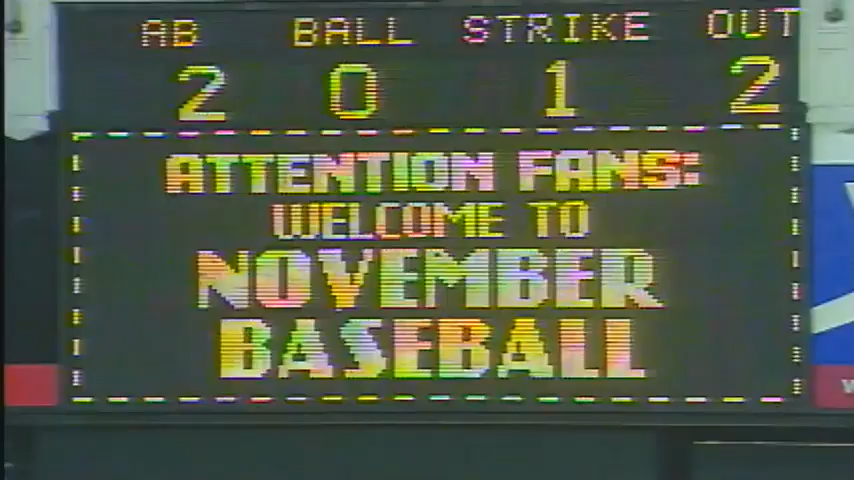 AB BALL STRIKE OUT
2 0 1 2
ATTENTION FANS:
WELCOME TO
NOVEMBER
BASEBALL